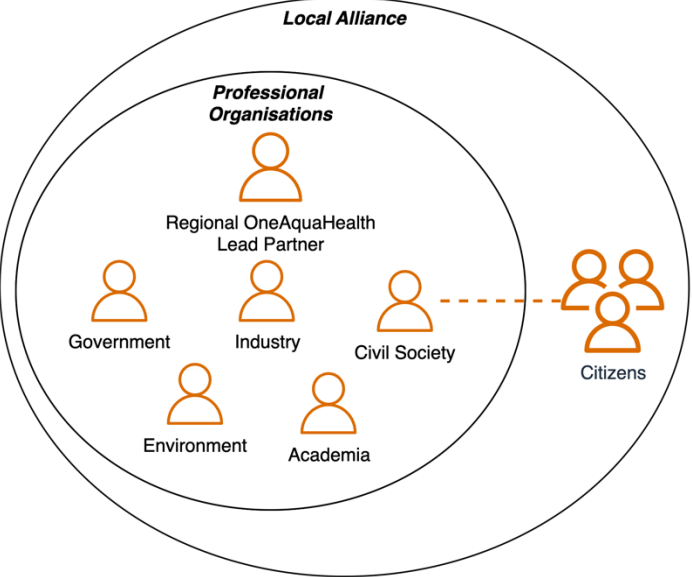 Local Alliance
Professional
Organisations
Regional OneAquaHealth
Lead Partner
Government
Industry
Civil Society
Citizens
Environment
Academia